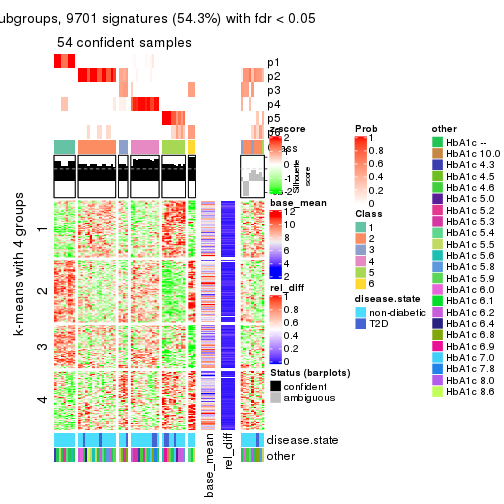 ubgroups, 9701 signatures (54.3%) with fdr < 0.05
54 confident samples
p1
p2
p3
p4
p5
Silhouette
score
z-score
2
1
0
-1
-2
base_mean
12
10
8
6
4
2
rel_diff
1
0.8
0.6
0.4
0.2
0
Status (barplots)
confident
ambiguous
Prob
1
0.8
0.6
0.4
0.2
0
Class
1
2
3
4
5
6
disease.state
non-diabetic
T2D
other
HbA1c --
HbA1c 10.0
HbA1c 4.3
HbA1c 4.5
HbA1c 4.6
HbA1c 5.0
HbA1c 5.2
HbA1c 5.3
HbA1c 5.4
HbA1c 5.5
HbA1c 5.6
HbA1c 5.8
HbA1c 5.9
HbA1c 6.0
HbA1c 6.1
HbA1c 6.2
HbA1c 6.4
HbA1c 6.8
HbA1c 6.9
HbA1c 7.0
HbA1c 7.8
HbA1c 8.0
HbA1c 8.6
k-means with 4 groups
1
2
3
4
disease.state
other
base_mean
rel_diff